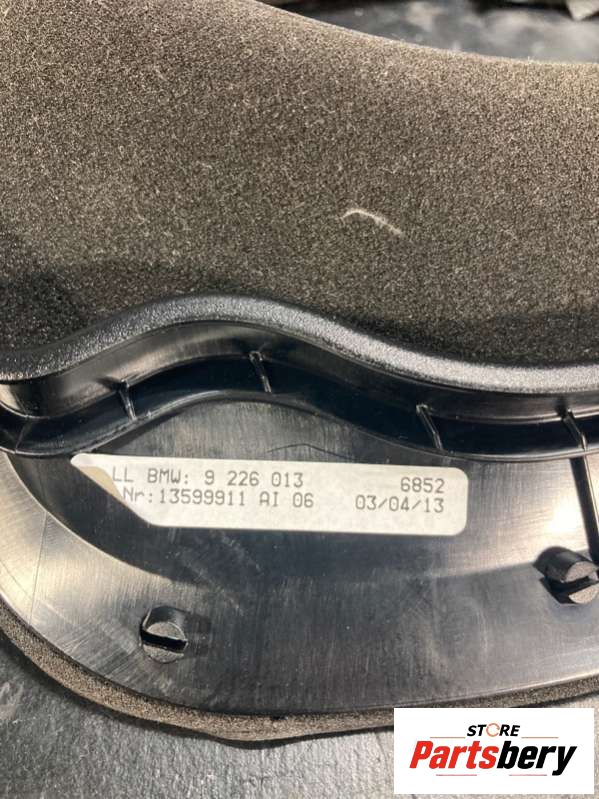 LL BMW: 9 226 013 6852
Nr:13599911 AI 06 03/04/13
STORE
Partsbery